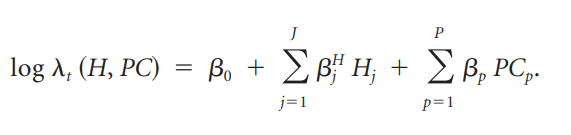 log λ_t (H, PC) = β_0 + ∑_{j=1}^{J} β_j^H H_j + ∑_{p=1}^{P} β_p PC_p.